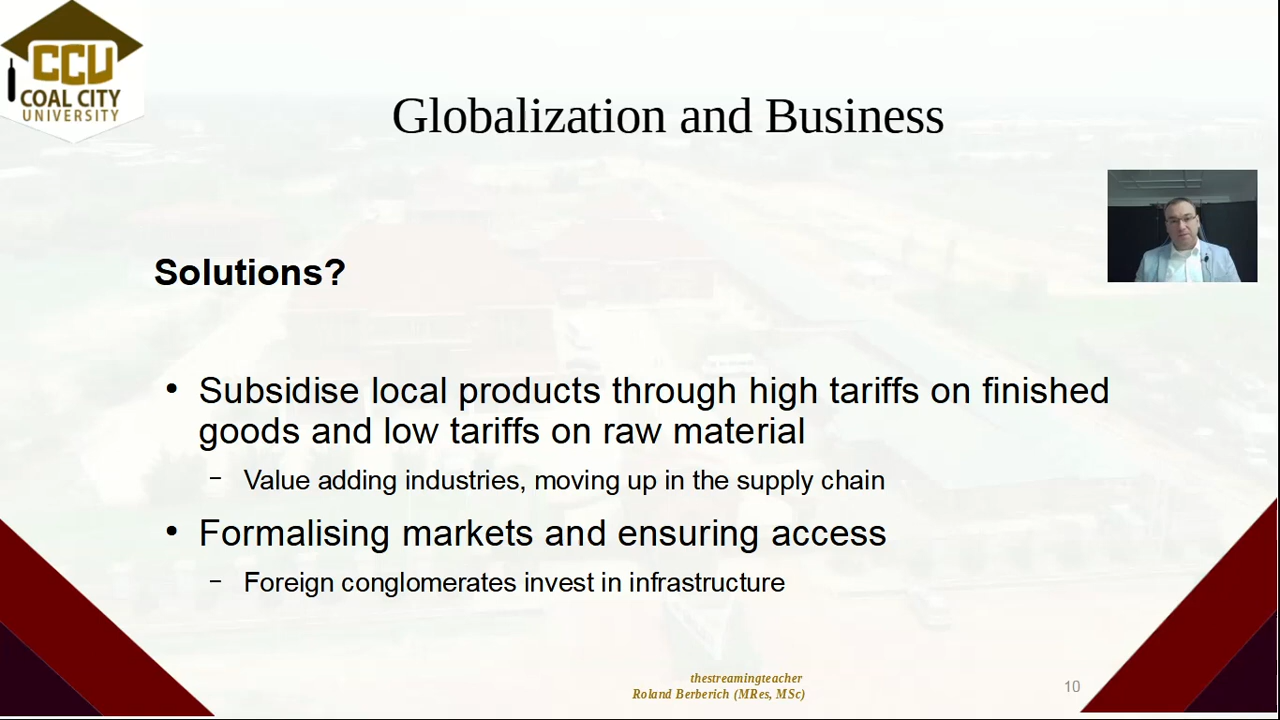 CCU
COAL CITY
UNIVERSITY
Globalization and Business
Solutions?
• Subsidise local products through high tariffs on finished
goods and low tariffs on raw material
– Value adding industries, moving up in the supply chain
• Formalising markets and ensuring access
– Foreign conglomerates invest in infrastructure
thestreamingteacher
Roland Berberich (MRes, MSc)
10